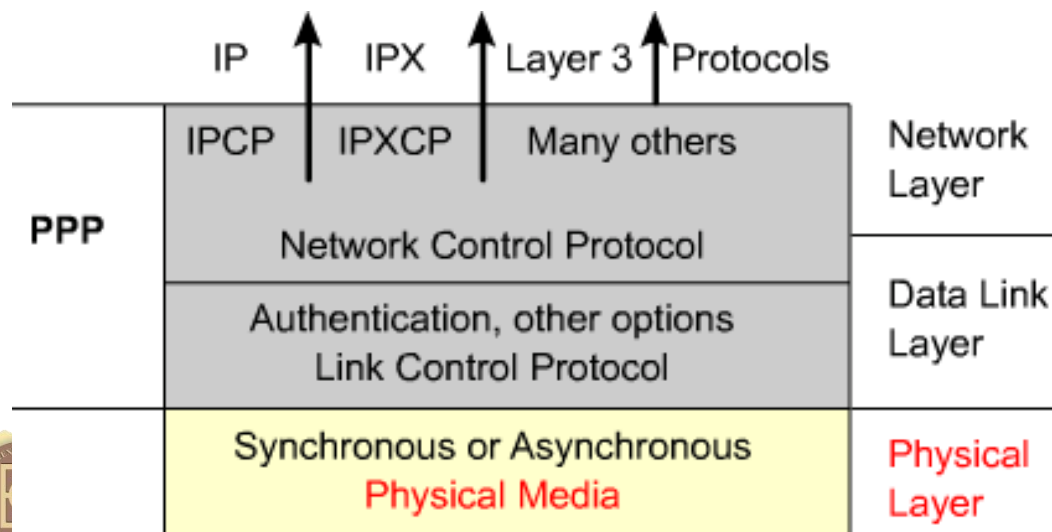 IP IPX Layer 3 Protocols
IPCP IPXCP Many others
Network
Layer
PPP
Network Control Protocol
Authentication, other options
Link Control Protocol
Data Link
Layer
Synchronous or Asynchronous
Physical Media
Physical
Layer